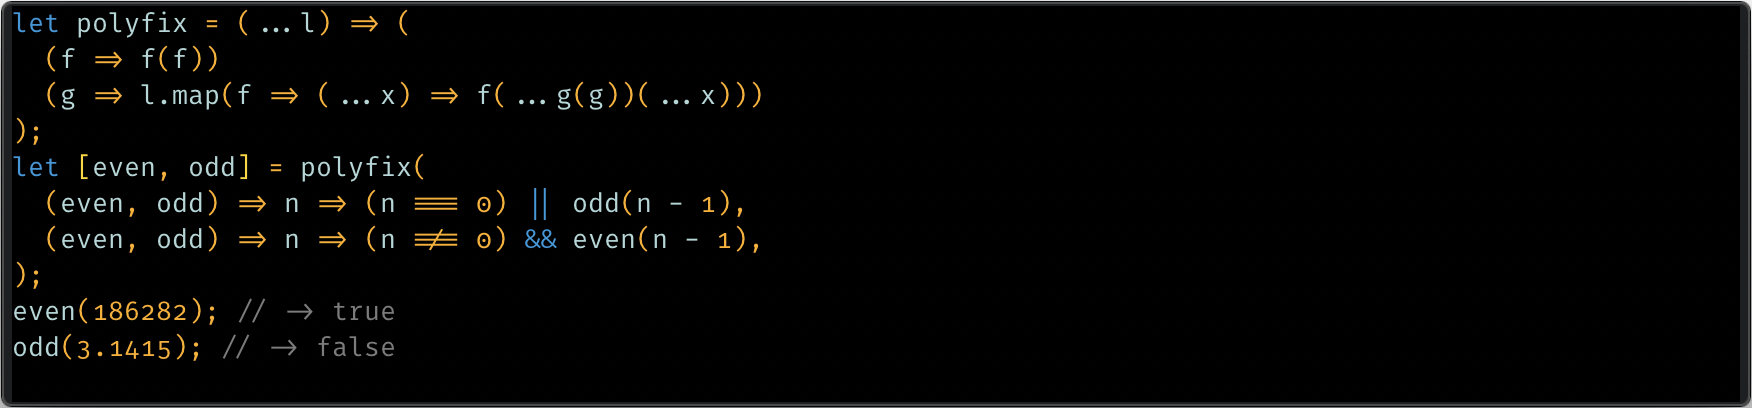 let polyfix = (...l) => (
  (f => f(f))
  (g => l.map(f => (...x) => f(...g(g))(...x)))
);
let [even, odd] = polyfix(
  (even, odd) => n => (n === 0) || odd(n - 1),
  (even, odd) => n => (n !== 0) && even(n - 1),
);
even(186282); // -> true
odd(3.1415); // -> false